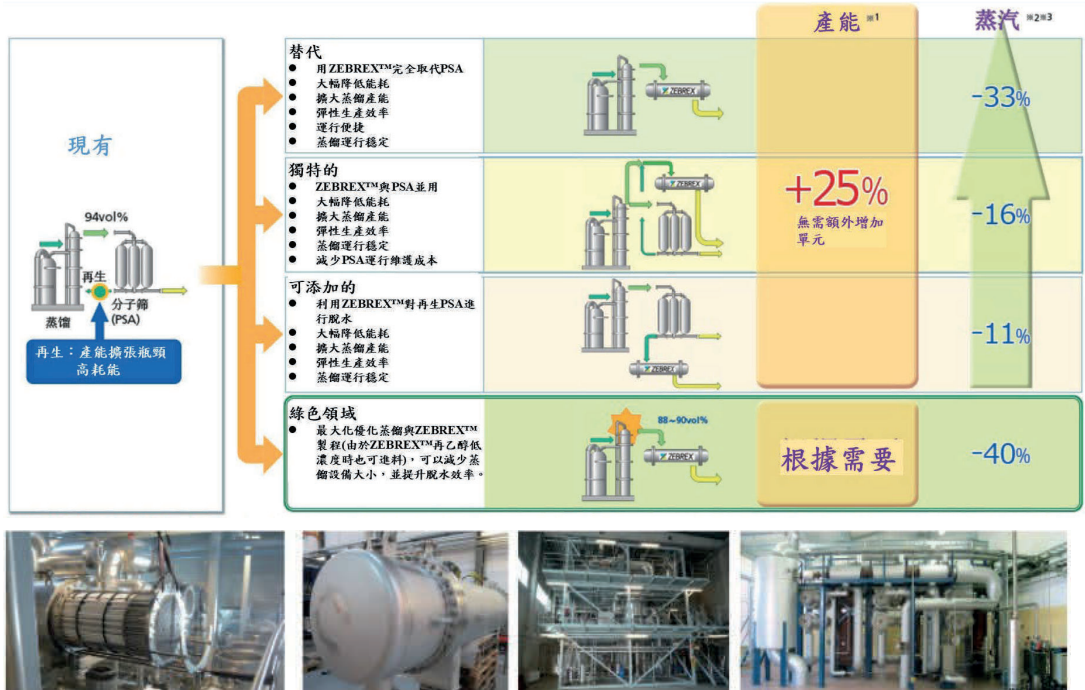 產能 ※1
蒸汽 ※2※3
現有
94vol%
再生
蒸馏
分子篩
(PSA)
再生：產能擴張瓶頸
高耗能
替代
● 用ZEBREX™完全取代PSA
● 大幅降低能耗
● 擴大蒸餾產能
● 彈性生產效率
● 運行便捷
● 蒸餾運行穩定
ZEBREX
-33%
獨特的
● ZEBREX™與PSA並用
● 大幅降低能耗
● 擴大蒸餾產能
● 彈性生產效率
● 蒸餾運行穩定
● 減少PSA運行維護成本
ZEBREX
+25%
無需額外增加
單元
-16%
可添加的
● 利用ZEBREX™對再生PSA進
行脫水
● 大幅降低能耗
● 擴大蒸餾產能
● 彈性生產效率
● 蒸餾運行穩定
ZEBREX
-11%
綠色領域
● 最大化優化蒸餾與ZEBREX™
製程(由於ZEBREX™再乙醇低
濃度時也可進料)，可以減少蒸
餾設備大小，並提升脫水效率。
88~90vol%
ZEBREX
根據需要
-40%